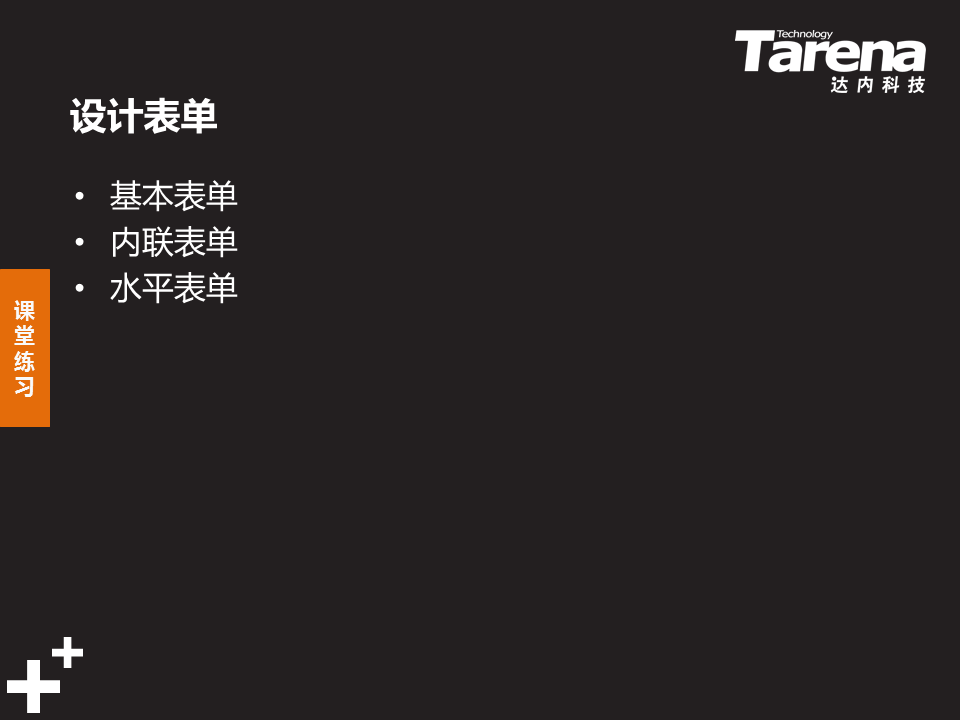 Technology
Tarena
达内科技
设计表单
• 基本表单
• 内联表单
• 水平表单
课
堂
练
习